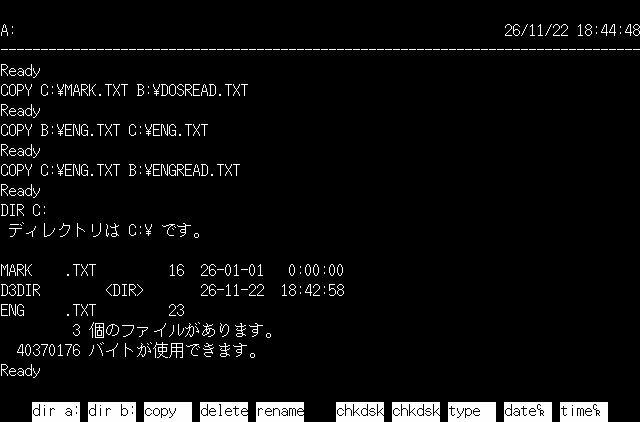 A: 26/11/22 18:44:48
Ready
COPY C:¥MARK.TXT B:¥DOSREAD.TXT
Ready
COPY B:¥ENG.TXT C:¥ENG.TXT
Ready
COPY C:¥ENG.TXT B:¥ENGREAD.TXT
Ready
DIR C:
ディレクトリは C:¥ です。
MARK .TXT 16 26-01-01 0:00:00
D3DIR <DIR> 26-11-22 18:42:58
ENG .TXT 23
3 個のファイルがあります。
40370176 バイトが使用できます。
Ready
dir a: dir b: copy delete rename chkdsk chkdsk type date␍ time␍